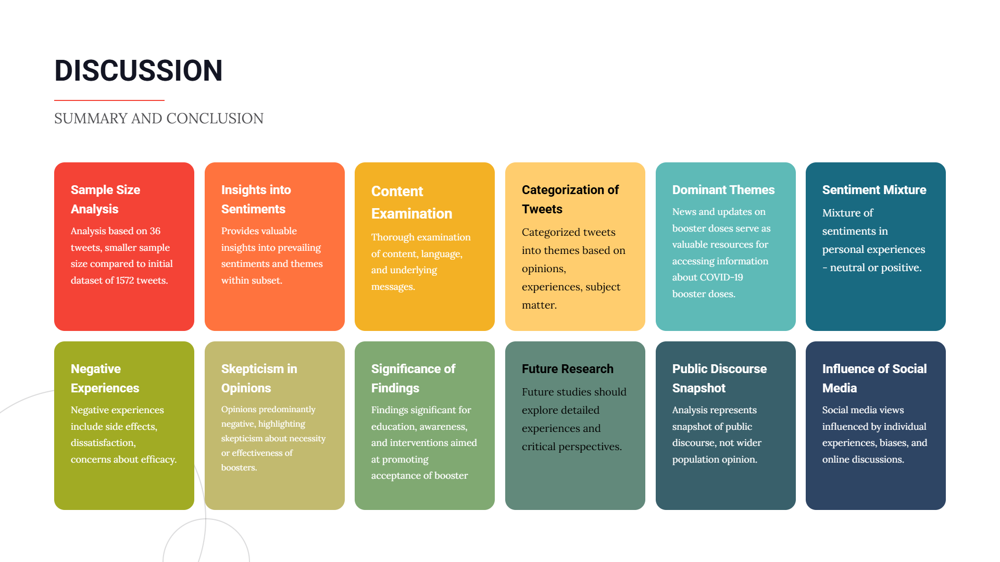 DISCUSSION
SUMMARY AND CONCLUSION
Sample Size
Analysis
Analysis based on 36
tweets, smaller sample
size compared to initial
dataset of 1572 tweets.
Insights into
Sentiments
Provides valuable
insights into prevailing
sentiments and themes
within subset.
Content
Examination
Thorough examination
of content, language,
and underlying
messages.
Categorization of
Tweets
Categorized tweets
into themes based on
opinions,
experiences, subject
matter.
Dominant Themes
News and updates on
booster doses serve as
valuable resources for
accessing information
about COVID-19
booster doses.
Sentiment Mixture
Mixture of
sentiments in
personal experiences
- neutral or positive.
Negative
Experiences
Negative experiences
include side effects,
dissatisfaction,
concerns about efficacy.
Skepticism in
Opinions
Opinions predominantly
negative, highlighting
skepticism about necessity
or effectiveness of
boosters.
Significance of
Findings
Findings significant for
education, awareness,
and interventions aimed
at promoting
acceptance of booster
Future Research
Future studies should
explore detailed
experiences and
critical perspectives.
Public Discourse
Snapshot
Analysis represents
snapshot of public
discourse, not wider
population opinion.
Influence of Social
Media
Social media views
influenced by individual
experiences, biases, and
online discussions.